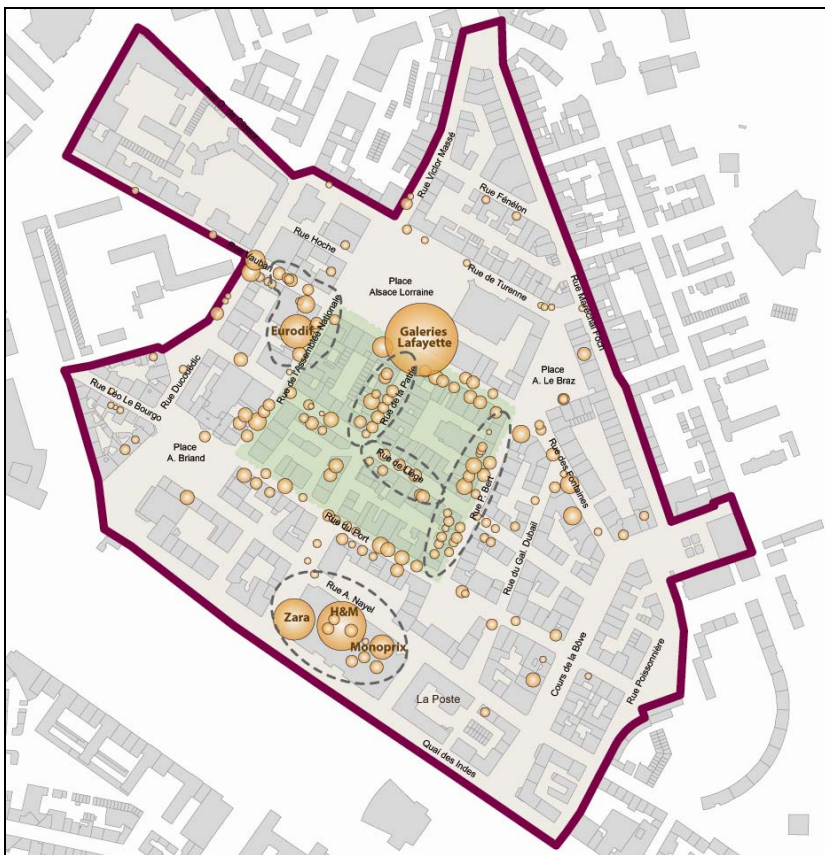 Rue Victor Massé
Rue Fénélon
Rue Hoche
Vauban
Rue de Turenne
Place
Alsace Lorraine
Rue Maréchal Foch
Eurodif
Galeries
Lafayette
Rue de l'Assemblée Nationale
Rue de la Patrie
Place
A. Le Braz
Rue Ducouëdic
Rue Léo Le Bourgo
Place
A. Briand
Rue de Liège
Rue P. Bert
Rue des Fontaines
Rue du Port
Rue du Gal. Dubail
Rue A. Nayel
Zara
H&M
Monoprix
Cours de la Bôve
Rue Poissonnière
La Poste
Quai des Indes